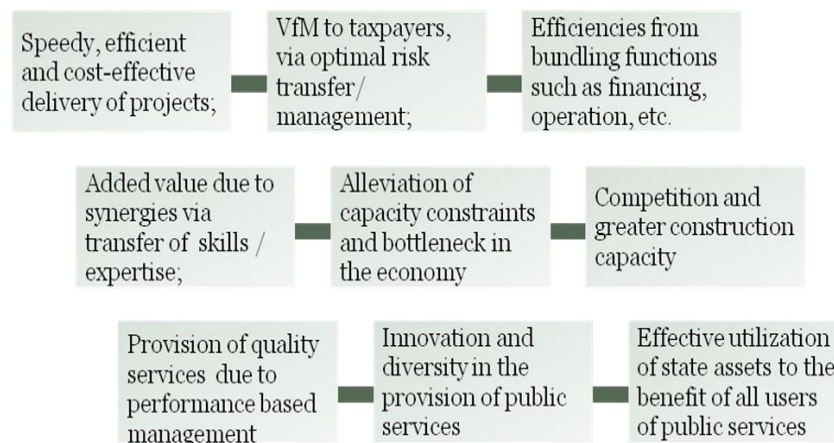 Speedy, efficient
and cost-effective
delivery of projects;
VfM to taxpayers,
via optimal risk
transfer/
management;
Efficiencies from
bundling functions
such as financing,
operation, etc.
Added value due to
synergies via
transfer of skills /
expertise;
Alleviation of
capacity constraints
and bottleneck in
the economy
Competition and
greater construction
capacity
Provision of quality
services due to
performance based
management
Innovation and
diversity in the
provision of public
services
Effective utilization
of state assets to the
benefit of all users
of public services